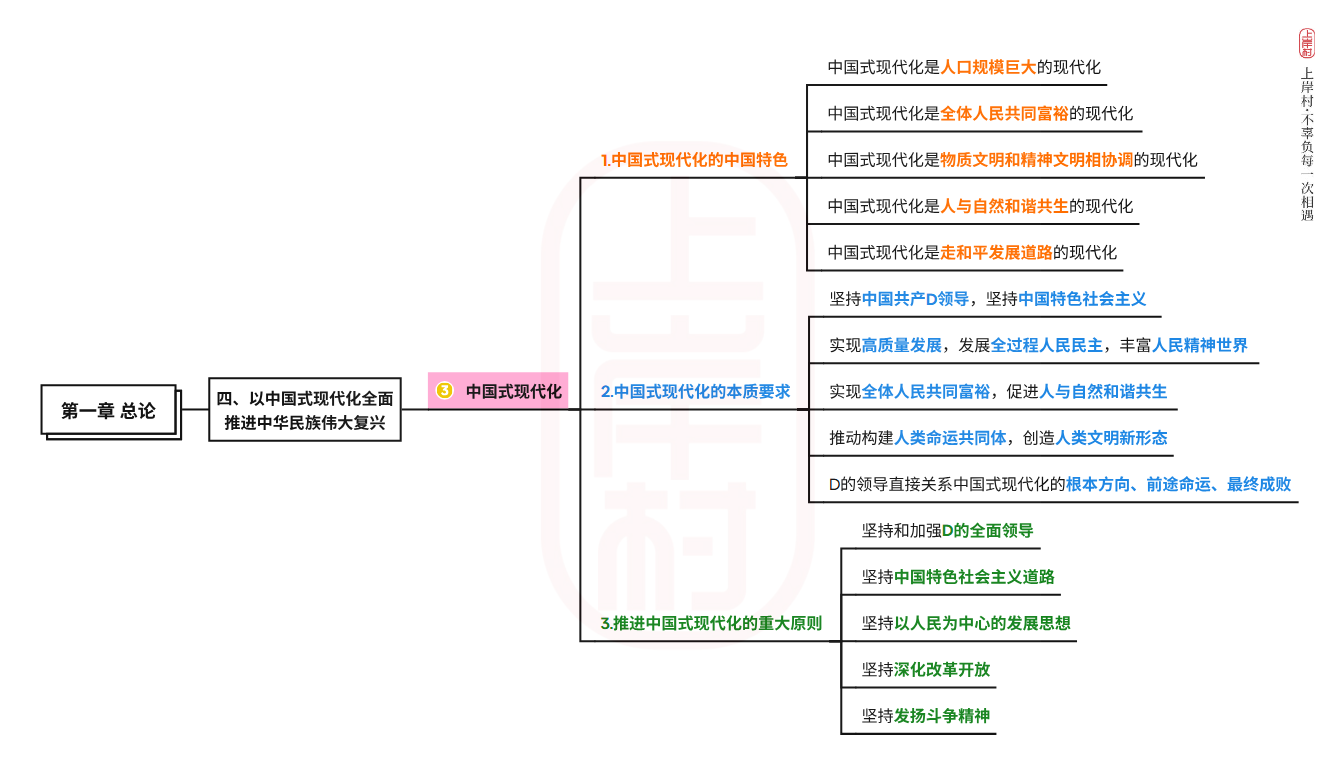 第一章 总论
四、以中国式现代化全面
推进中华民族伟大复兴
3 中国式现代化
1.中国式现代化的中国特色
中国式现代化是人口规模巨大的现代化
中国式现代化是全体人民共同富裕的现代化
中国式现代化是物质文明和精神文明相协调的现代化
中国式现代化是人与自然和谐共生的现代化
中国式现代化是走和平发展道路的现代化
2.中国式现代化的本质要求
坚持中国共产D领导，坚持中国特色社会主义
实现高质量发展，发展全过程人民民主，丰富人民精神世界
实现全体人民共同富裕，促进人与自然和谐共生
推动构建人类命运共同体，创造人类文明新形态
D的领导直接关系中国式现代化的根本方向、前途命运、最终成败
3.推进中国式现代化的重大原则
坚持和加强D的全面领导
坚持中国特色社会主义道路
坚持以人民为中心的发展思想
坚持深化改革开放
坚持发扬斗争精神
上岸村
上岸村·不辜负每一次相遇
上岸村